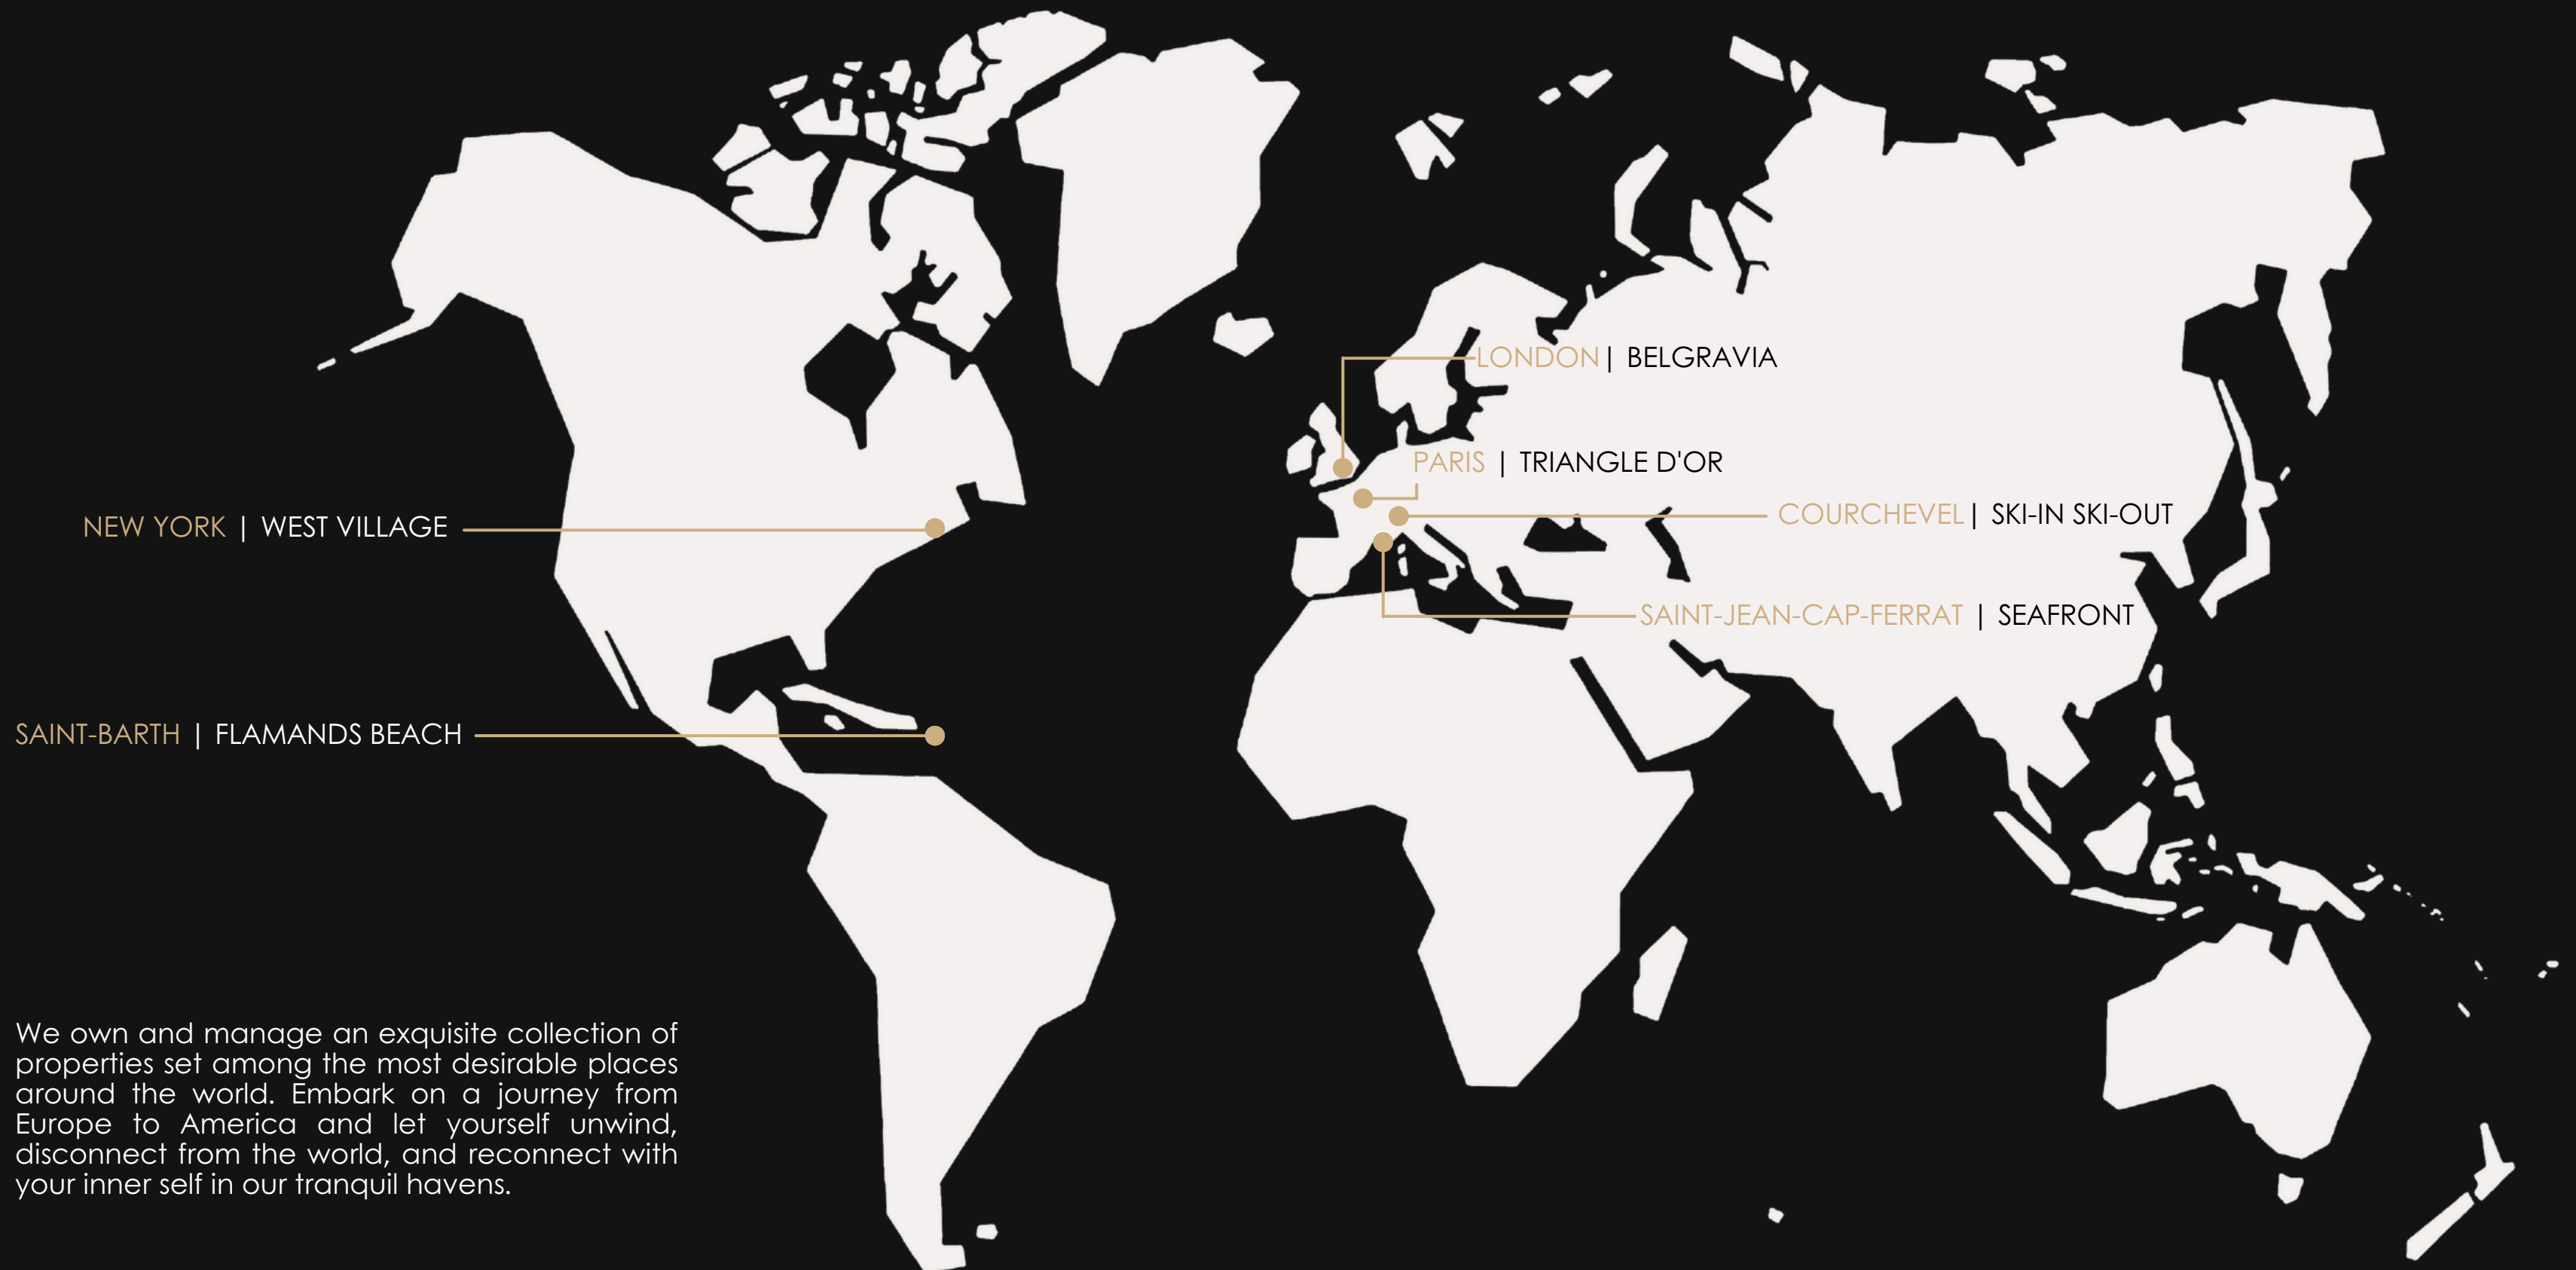 LONDON | BELGRAVIA
PARIS | TRIANGLE D'OR
COURCHEVEL | SKI-IN SKI-OUT
NEW YORK | WEST VILLAGE
SAINT-JEAN-CAP-FERRAT | SEAFRONT
SAINT-BARTH | FLAMANDS BEACH
We own and manage an exquisite collection of
properties set among the most desirable places
around the world. Embark on a journey from
Europe to America and let yourself unwind,
disconnect from the world, and reconnect with
your inner self in our tranquil havens.